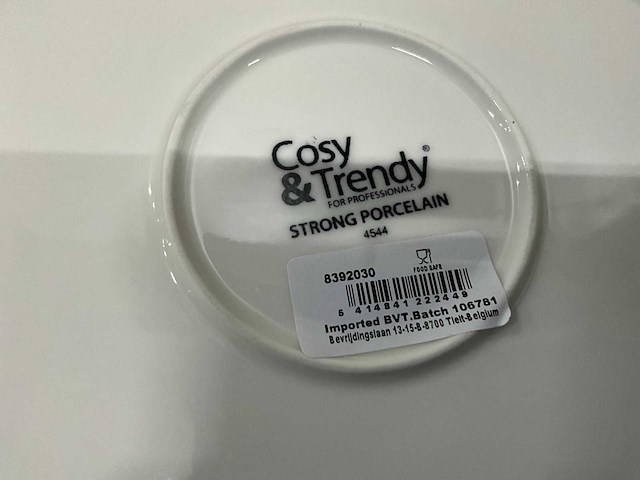 Cosy
& Trendy®
FOR PROFESSIONALS
STRONG PORCELAIN
4544
FOOD SAFE
8392030
5 414841 222449
Imported BVT.Batch 106781
Bevrijdingslaan 13-15-B-8700 Tielt-Belgium